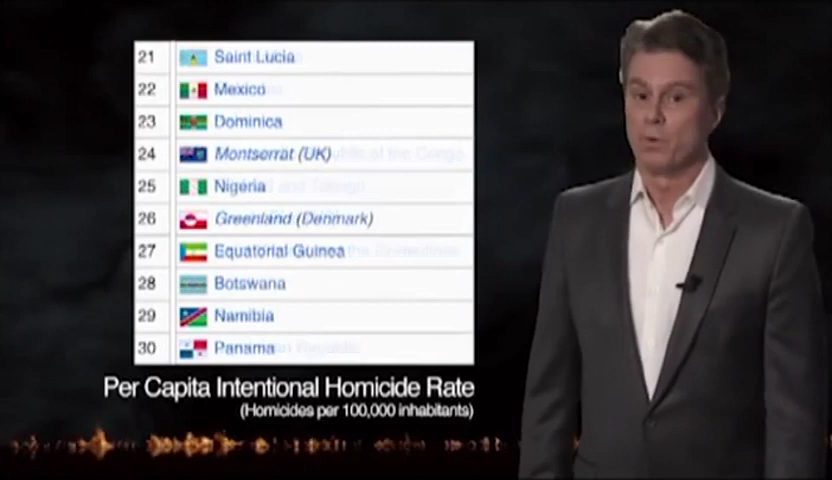 21 Saint Lucia
22 Mexico
23 Dominica
24 Montserrat (UK)
25 Nigeria
26 Greenland (Denmark)
27 Equatorial Guinea
28 Botswana
29 Namibia
30 Panama
Per Capita Intentional Homicide Rate
(Homicides per 100,000 inhabitants)